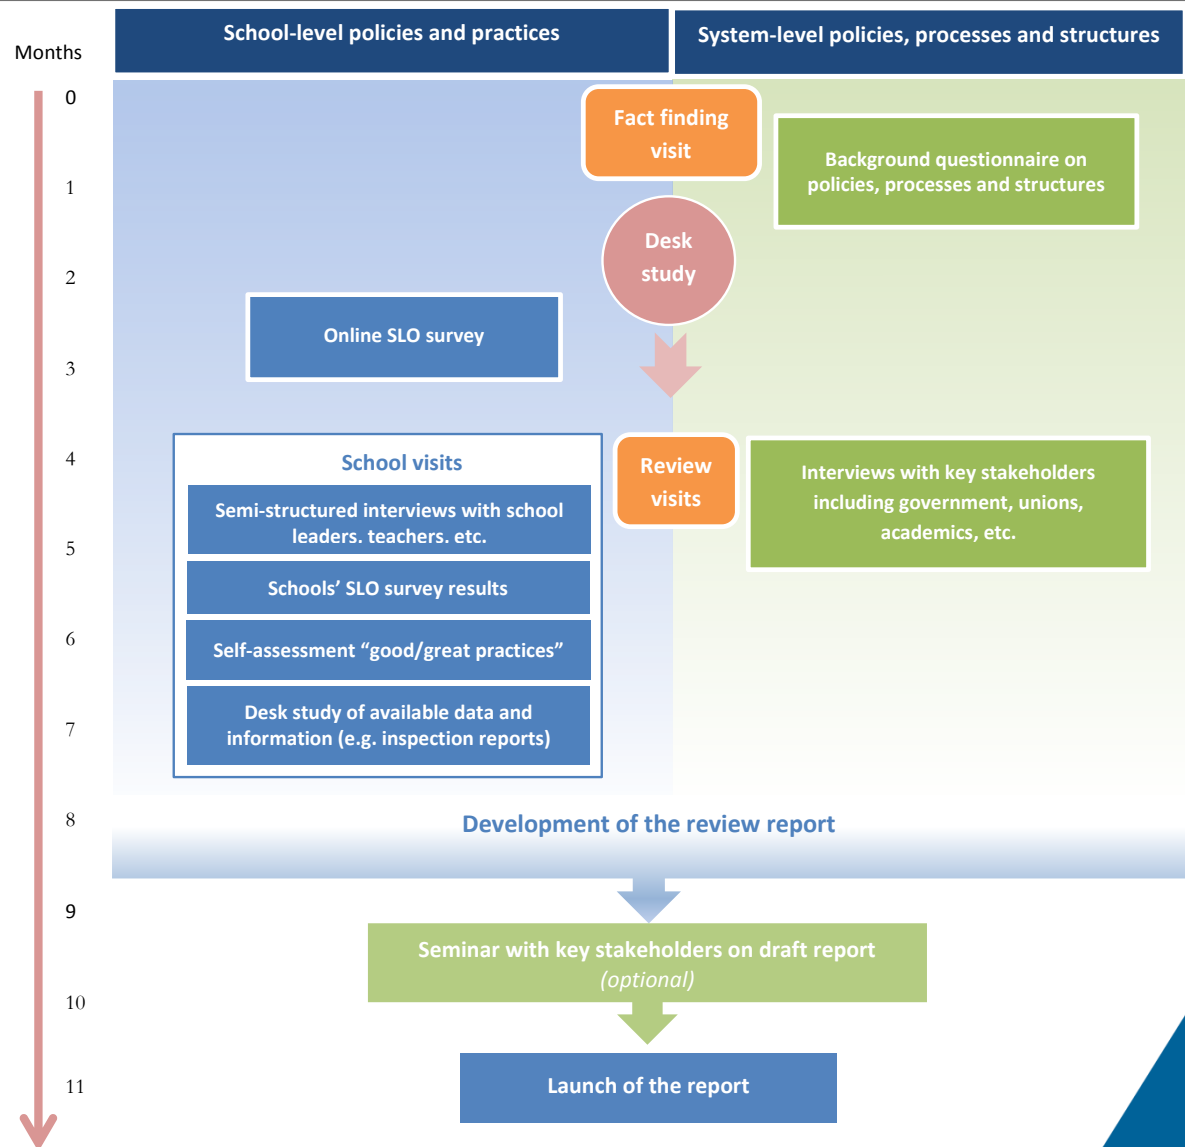 School-level policies and practices
System-level policies, processes and structures
Months
0
Fact finding
visit
Background questionnaire on
policies, processes and structures
1
Desk
study
2
Online SLO survey
3
4
School visits
Review
visits
Interviews with key stakeholders
including government, unions,
academics, etc.
Semi-structured interviews with school
leaders. teachers. etc.
5
Schools’ SLO survey results
6
Self-assessment “good/great practices”
Desk study of available data and
information (e.g. inspection reports)
7
8
Development of the review report
9
Seminar with key stakeholders on draft report
(optional)
10
Launch of the report
11